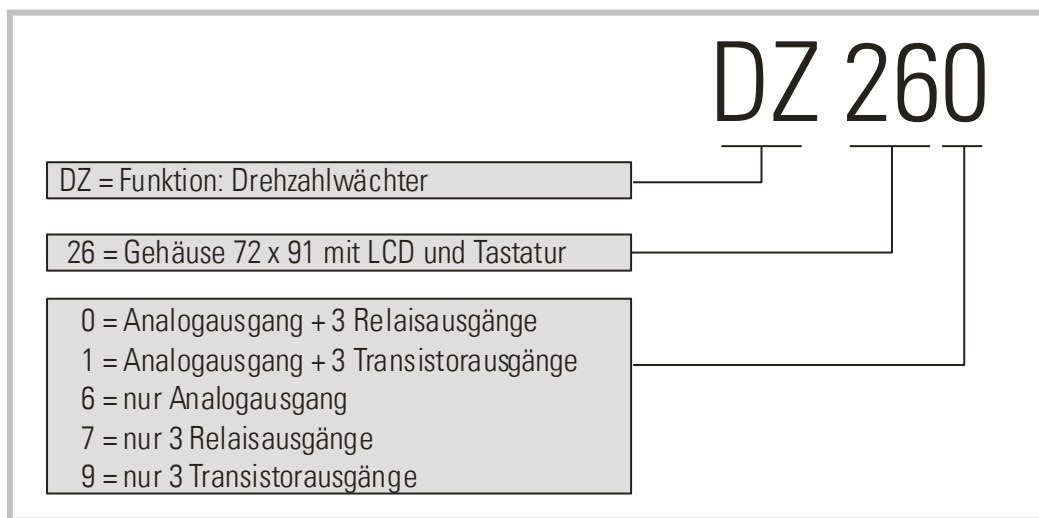 DZ 260
DZ = Funktion: Drehzahlwächter
26 = Gehäuse 72 x 91 mit LCD und Tastatur
0 = Analogausgang + 3 Relaisausgänge
1 = Analogausgang + 3 Transistorausgänge
6 = nur Analogausgang
7 = nur 3 Relaisausgänge
9 = nur 3 Transistorausgänge